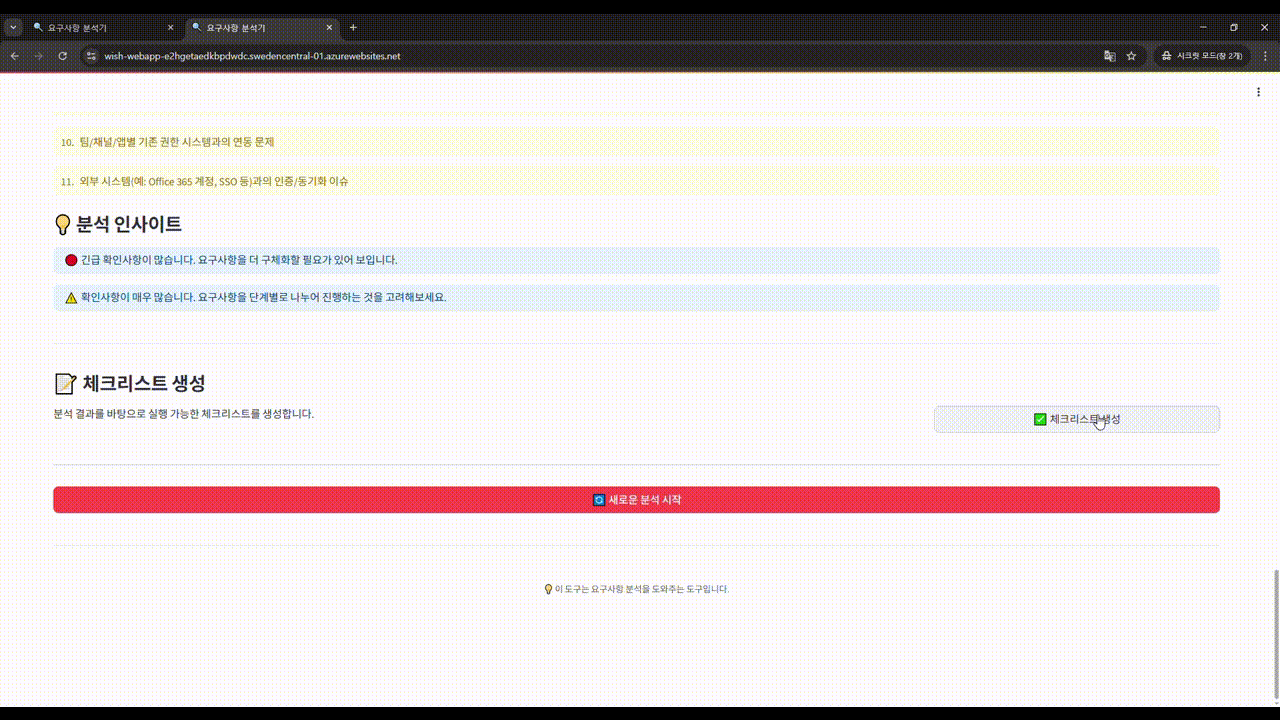 요구사항 분석기
요구사항 분석기
wish-webapp-e2hgetaedkbpdwdc.swedencentral-01.azurewebsites.net
시크릿 모드(창 2개)
10. 팀/채널/앱별 기존 권한 시스템과의 연동 문제
11. 외부 시스템(예: Office 365 계정, SSO 등)과의 인증/동기화 이슈
분석 인사이트
긴급 확인사항이 많습니다. 요구사항을 더 구체화할 필요가 있어 보입니다.
확인사항이 매우 많습니다. 요구사항을 단계별로 나누어 진행하는 것을 고려해보세요.
체크리스트 생성
분석 결과를 바탕으로 실행 가능한 체크리스트를 생성합니다.
체크리스트 생성
새로운 분석 시작
이 도구는 요구사항 분석을 도와주는 도구입니다.